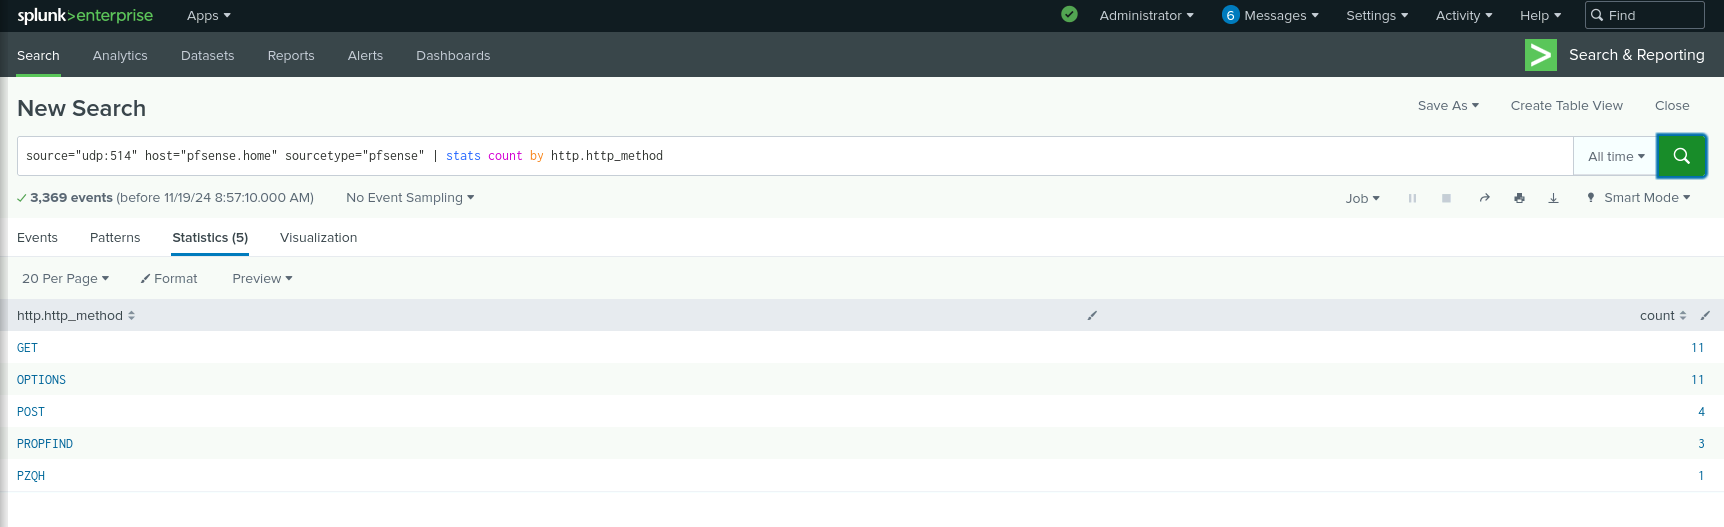 splunk>enterprise Apps Administrator 6 Messages Settings Activity Help Find
Search Analytics Datasets Reports Alerts Dashboards > Search & Reporting
New Search Save As Create Table View Close
source="udp:514" host="pfsense.home" sourcetype="pfsense" | stats count by http.http_method All time
3,369 events (before 11/19/24 8:57:10.000 AM) No Event Sampling Job Smart Mode
Events Patterns Statistics (5) Visualization
20 Per Page Format Preview
http.http_method count
GET 11
OPTIONS 11
POST 4
PROPFIND 3
PZQH 1